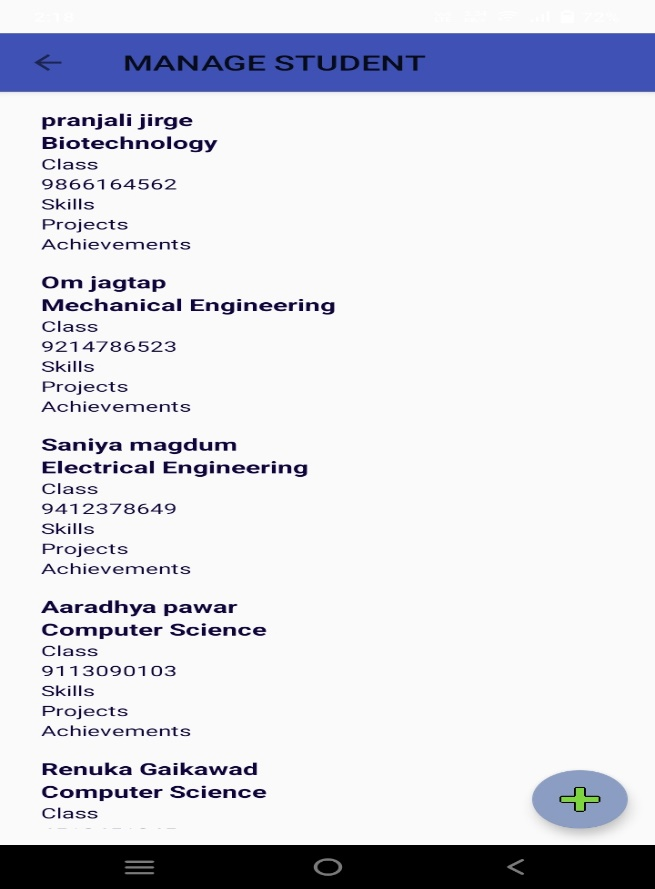 MANAGE STUDENT
pranjali jirge
Biotechnology
Class
9866164562
Skills
Projects
Achievements
Om jagtap
Mechanical Engineering
Class
9214786523
Skills
Projects
Achievements
Saniya magdum
Electrical Engineering
Class
9412378649
Skills
Projects
Achievements
Aaradhya pawar
Computer Science
Class
9113090103
Skills
Projects
Achievements
Renuka Gaikawad
Computer Science
Class